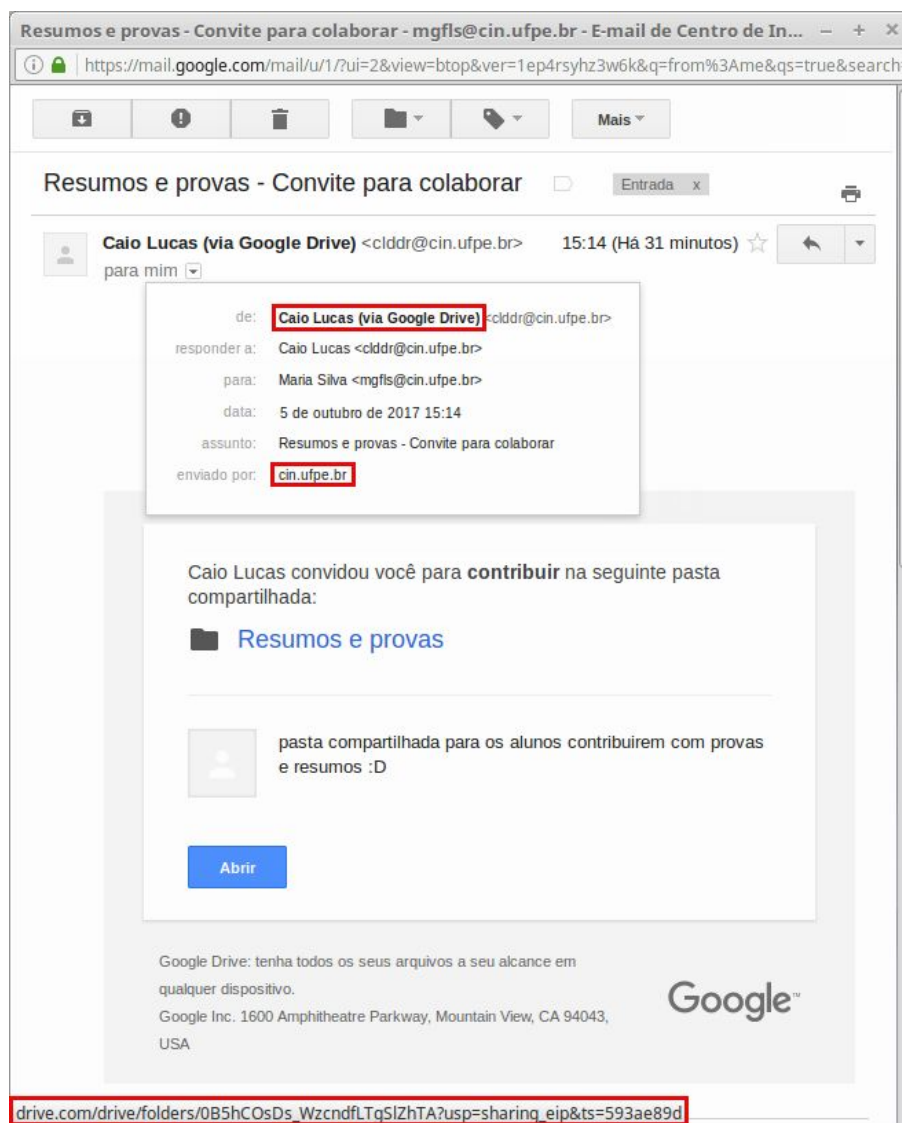 Resumos e provas - Convite para colaborar - mgfls@cin.ufpe.br - E-mail de Centro de In...
https://mail.google.com/mail/u/1/?ui=2&view=btop&ver=1ep4rsyhz3w6k&q=from%3Ame&qs=true&search
Mais
Resumos e provas - Convite para colaborar Entrada x
Caio Lucas (via Google Drive) <clddr@cin.ufpe.br> 15:14 (Há 31 minutos)
para mim
de: Caio Lucas (via Google Drive) <clddr@cin.ufpe.br>
responder a: Caio Lucas <clddr@cin.ufpe.br>
para: Maria Silva <mgfls@cin.ufpe.br>
data: 5 de outubro de 2017 15:14
assunto: Resumos e provas - Convite para colaborar
enviado por: cin.ufpe.br
Caio Lucas convidou você para contribuir na seguinte pasta
compartilhada:
Resumos e provas
pasta compartilhada para os alunos contribuirem com provas
e resumos :D
Abrir
Google Drive: tenha todos os seus arquivos a seu alcance em
qualquer dispositivo.
Google Inc. 1600 Amphitheatre Parkway, Mountain View, CA 94043,
USA
Google™
drive.com/drive/folders/0B5hCOsDs_WzcndfLTgSlZhTA?usp=sharing_eip&ts=593ae89d